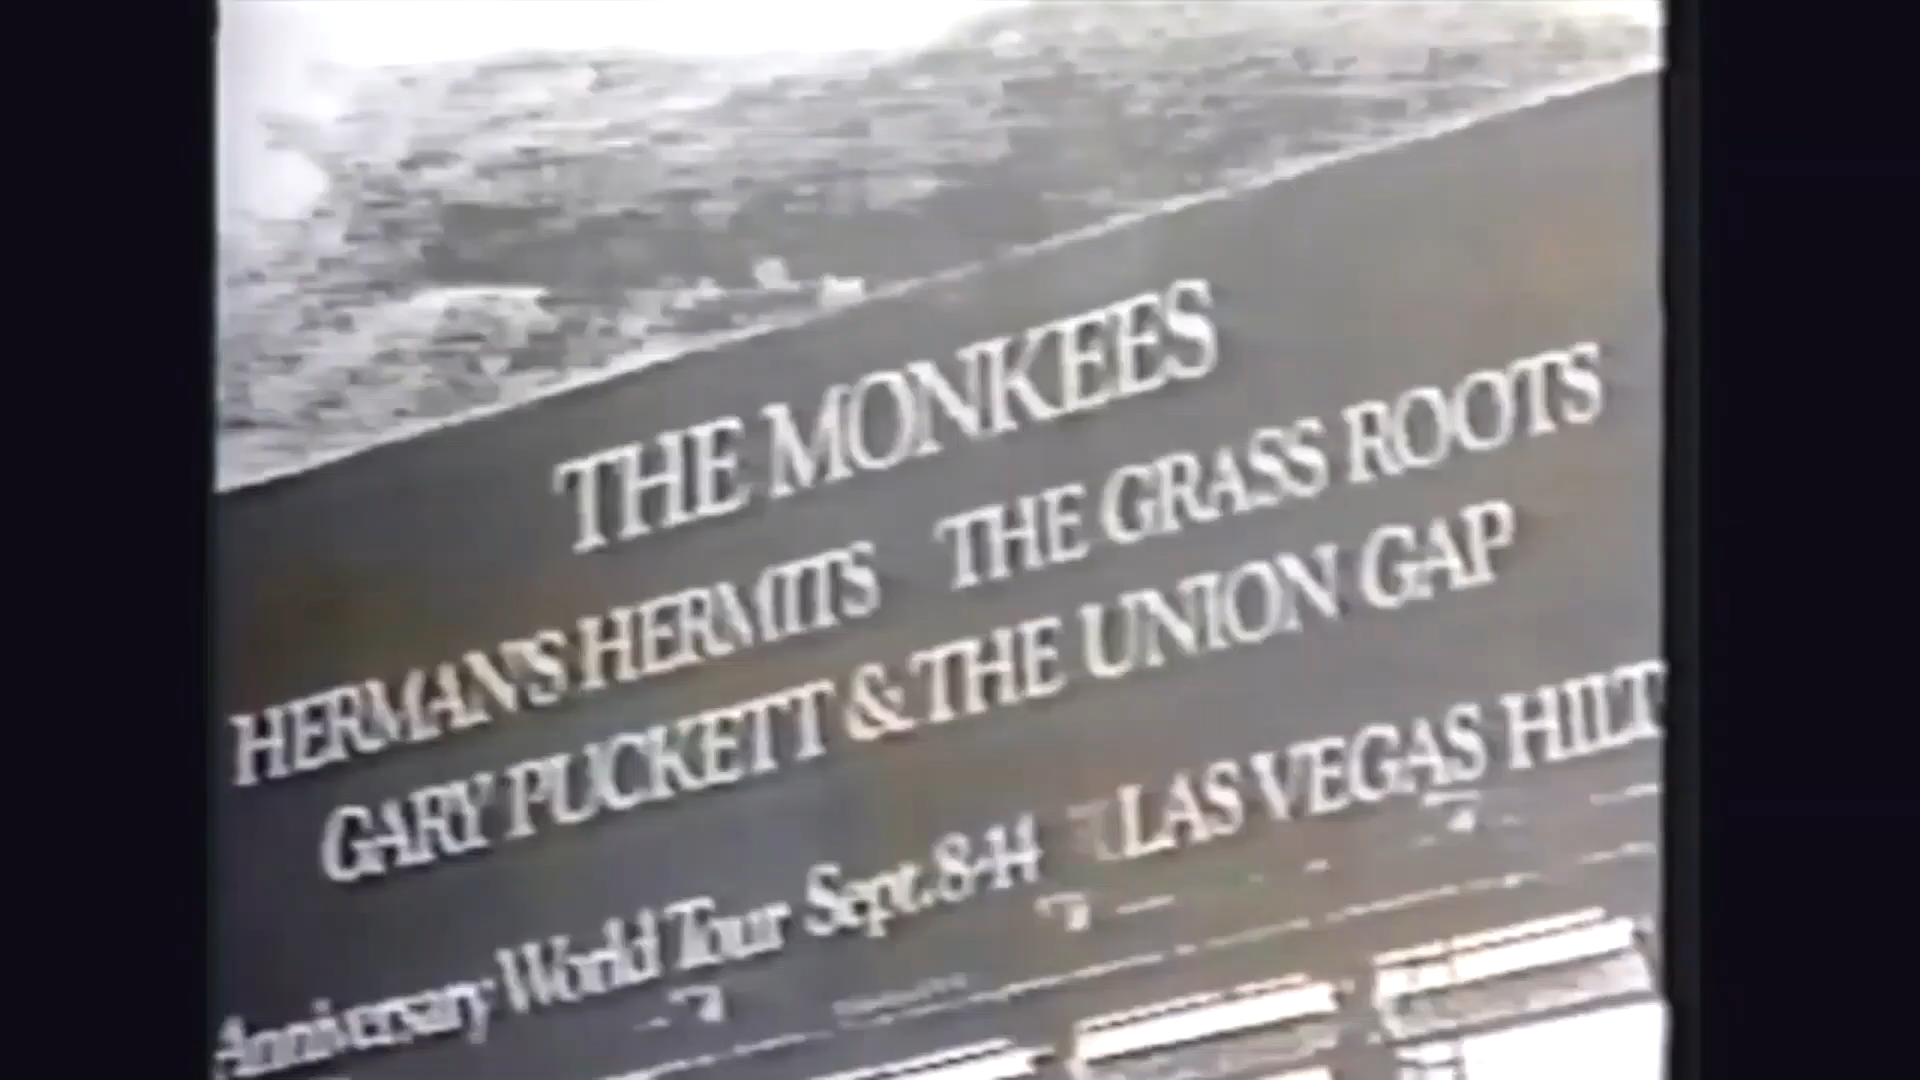 THE MONKEES
HERMAN'S HERMITS THE GRASS ROOTS
GARY PUCKETT & THE UNION GAP
Anniversary World Tour Sept. 8-14 LAS VEGAS HILT